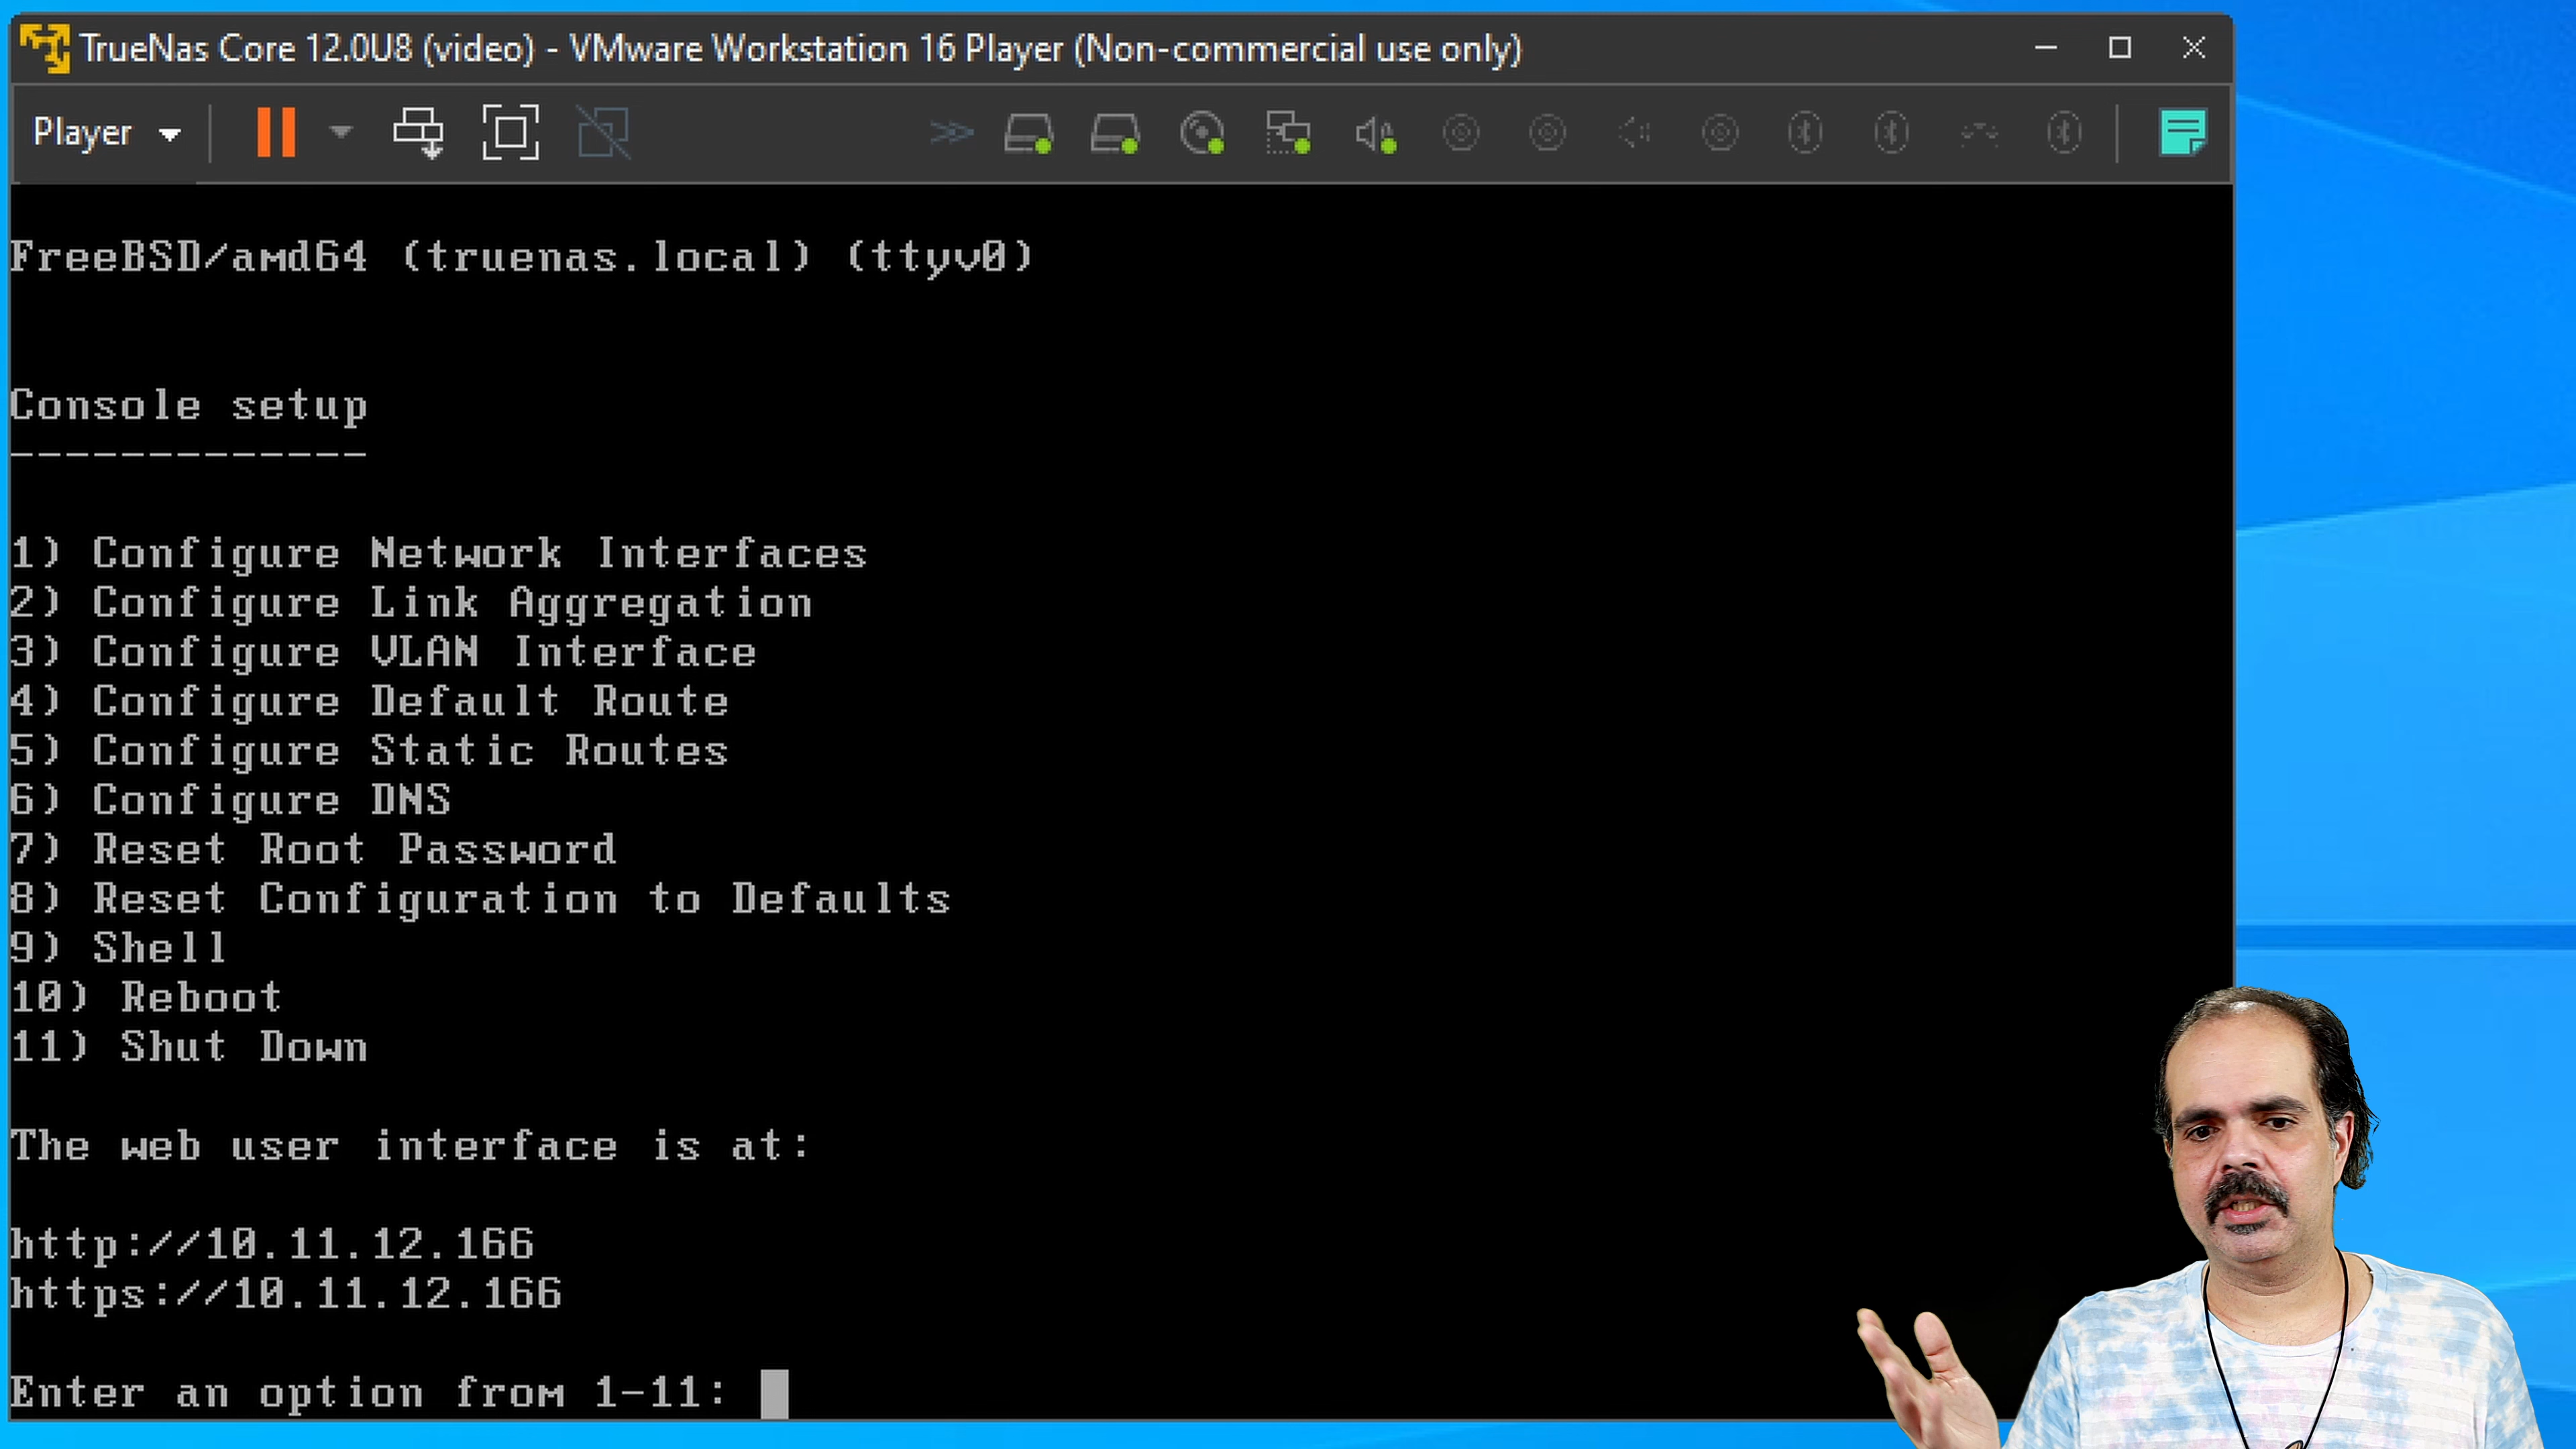 TrueNas Core 12.0U8 (video) - VMware Workstation 16 Player (Non-commercial use only)
Player
FreeBSD/amd64 (truenas.local) (ttyv0)
Console setup
-------------
1) Configure Network Interfaces
2) Configure Link Aggregation
3) Configure VLAN Interface
4) Configure Default Route
5) Configure Static Routes
6) Configure DNS
7) Reset Root Password
8) Reset Configuration to Defaults
9) Shell
10) Reboot
11) Shut Down
The web user interface is at:
http://10.11.12.166
https://10.11.12.166
Enter an option from 1-11: